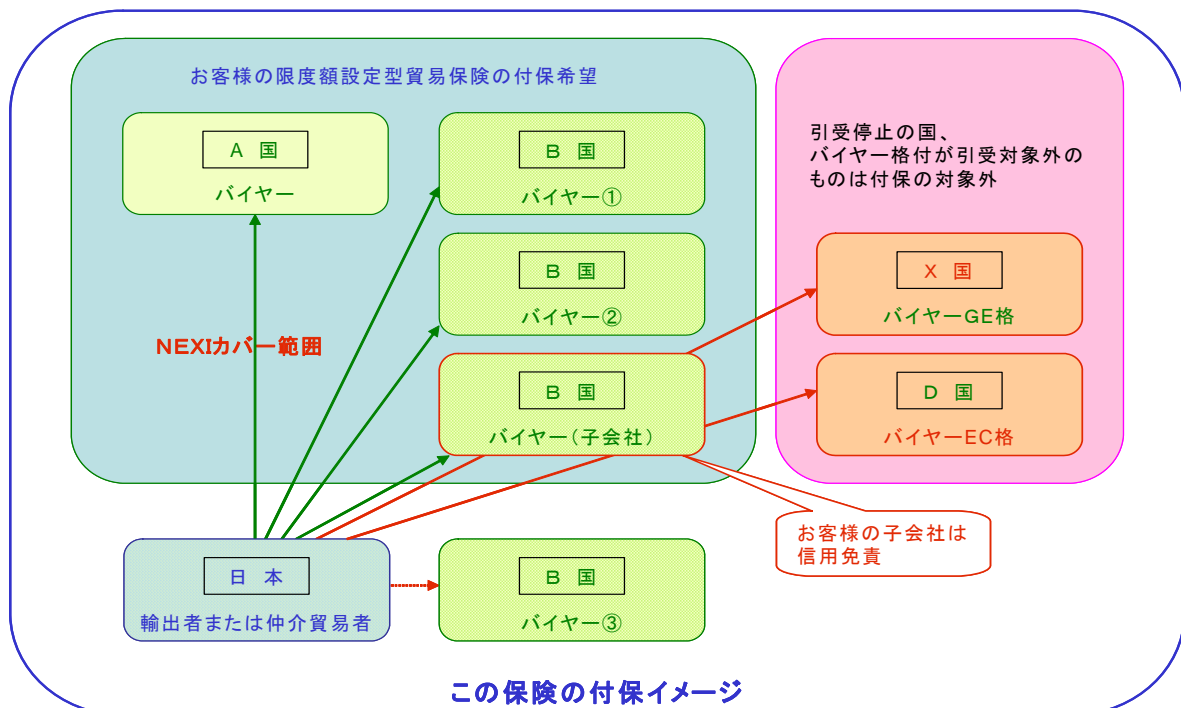 お客様の限度額設定型貿易保険の付保希望
A 国
バイヤー
B 国
バイヤー①
引受停止の国、
バイヤー格付が引受対象外の
ものは付保の対象外
B 国
バイヤー②
X 国
バイヤーGE格
NEXIカバー範囲
B 国
バイヤー(子会社)
D 国
バイヤーEC格
お客様の子会社は
信用免責
日 本
輸出者または仲介貿易者
B 国
バイヤー③
この保険の付保イメージ